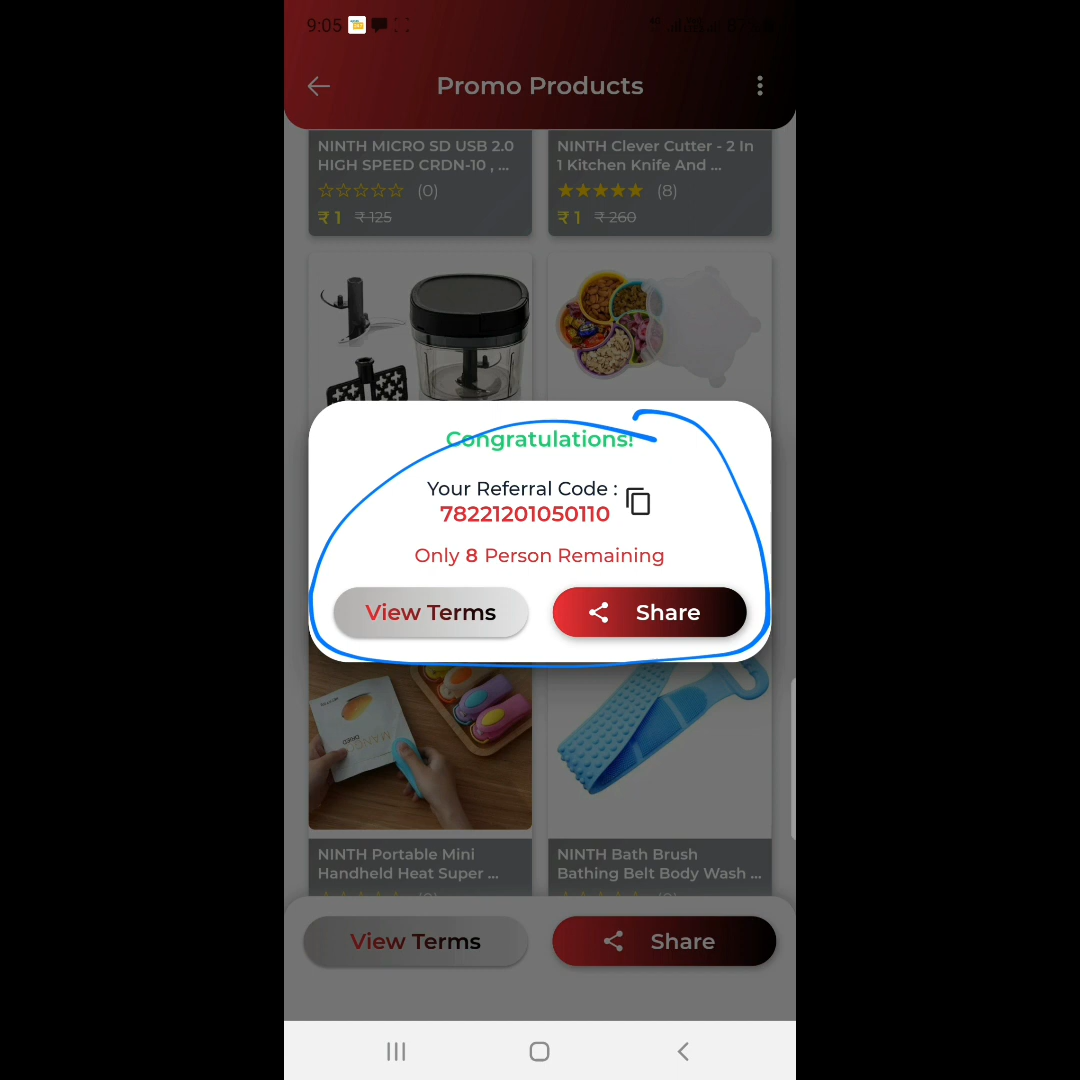 9:05
Promo Products
NINTH MICRO SD USB 2.0
HIGH SPEED CRDN-10 , ...
(0)
₹ 1 ₹ 125
NINTH Clever Cutter - 2 In
1 Kitchen Knife And ...
(8)
₹ 1 ₹ 260
Congratulations!
Your Referral Code :
78221201050110
Only 8 Person Remaining
View Terms
Share
MANGO
DRIED
NINTH Portable Mini
Handheld Heat Super ...
NINTH Bath Brush
Bathing Belt Body Wash ...
View Terms
Share